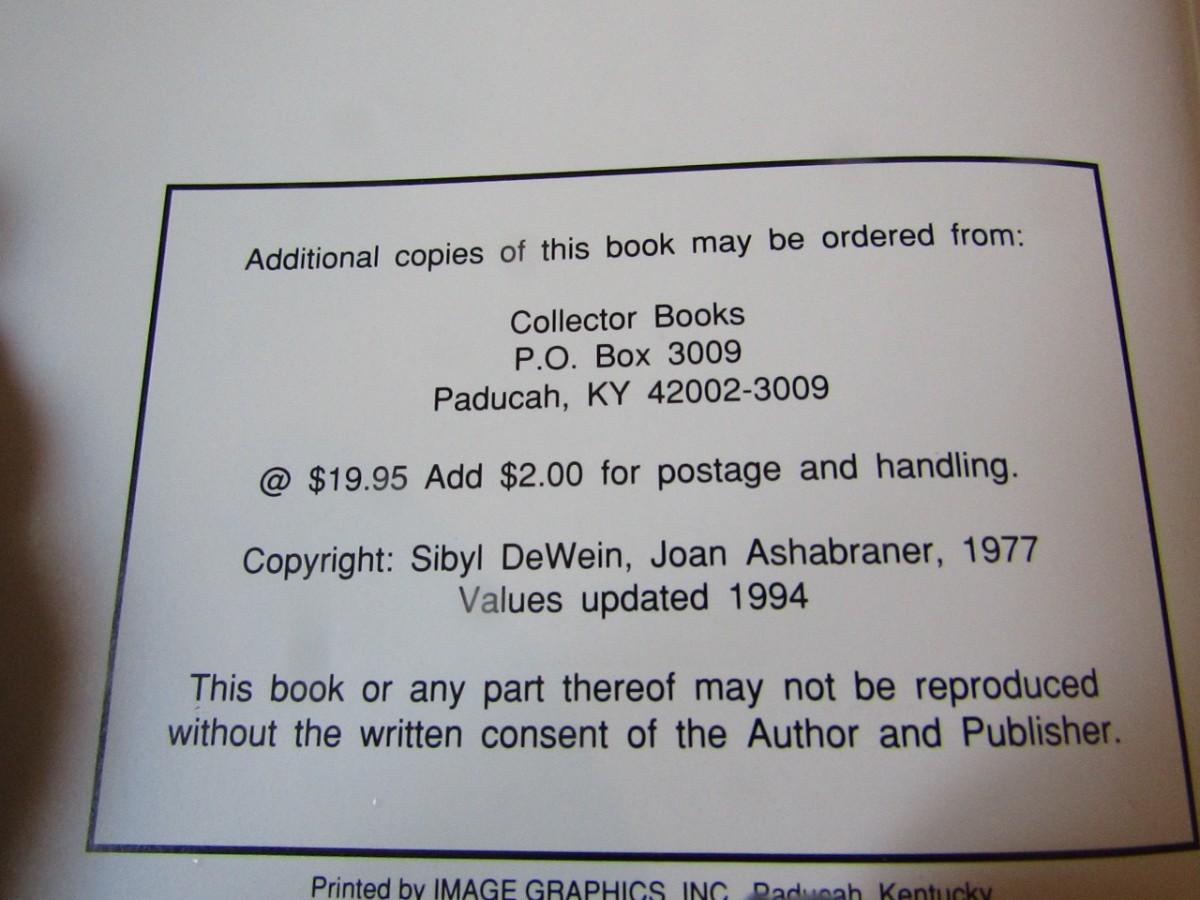 Additional copies of this book may be ordered from:
Collector Books
P.O. Box 3009
Paducah, KY 42002-3009
@ $19.95 Add $2.00 for postage and handling.
Copyright: Sibyl DeWein, Joan Ashabraner, 1977
Values updated 1994
This book or any part thereof may not be reproduced
without the written consent of the Author and Publisher.
Printed by IMAGE GRAPHICS, INC., Paducah, Kentucky